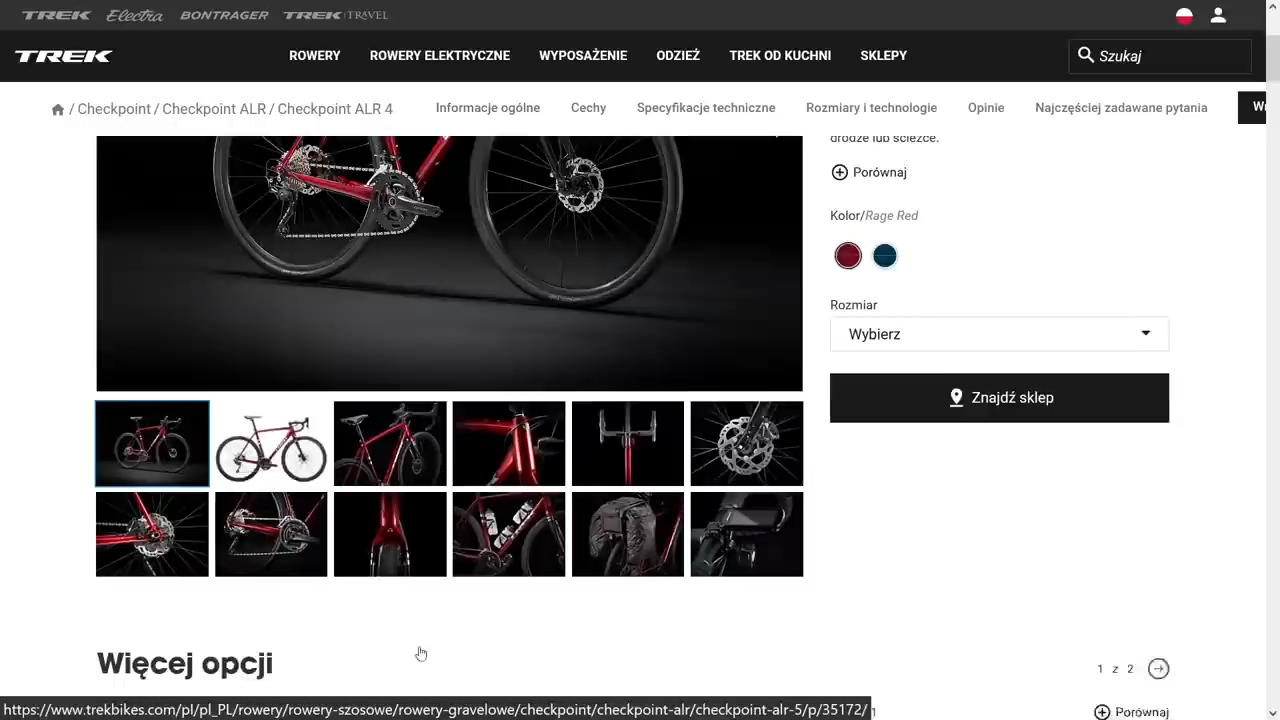 TREK Electra BONTRAGER TREK TRAVEL
TREK ROWERY ROWERY ELEKTRYCZNE WYPOSAŻENIE ODZIEŻ TREK OD KUCHNI SKLEPY Szukaj
/ Checkpoint / Checkpoint ALR / Checkpoint ALR 4 Informacje ogólne Cechy Specyfikacje techniczne Rozmiary i technologie Opinie Najczęściej zadawane pytania
drodze lub ścieżce.
Porównaj
Kolor/Rage Red
Rozmiar
Wybierz
Znajdź sklep
Więcej opcji
1 z 2
https://www.trekbikes.com/pl/pl_PL/rowery/rowery-szosowe/rowery-gravelowe/checkpoint/checkpoint-alr/checkpoint-alr-5/p/35172/
Porównaj